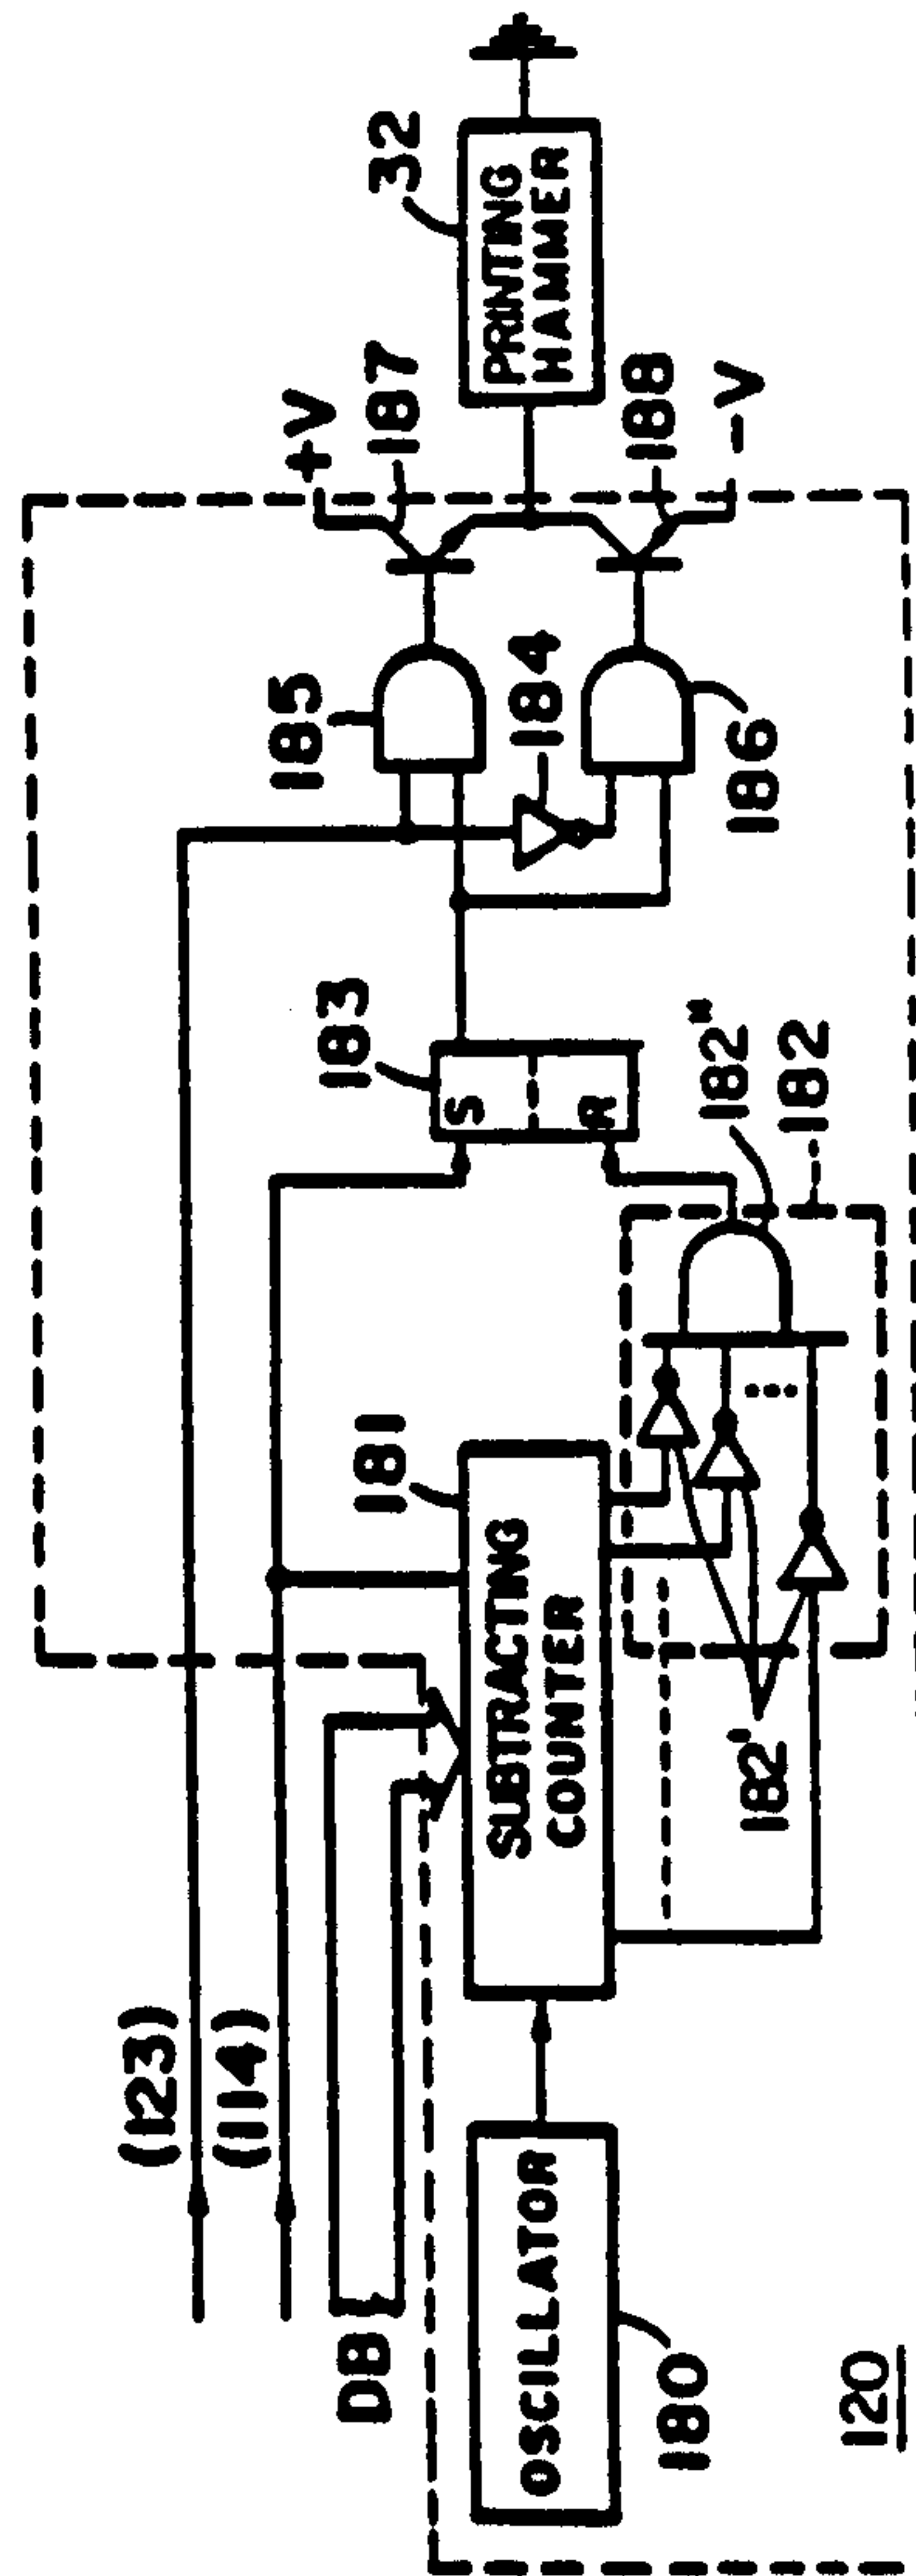 (123)
(114)
DB
OSCILLATOR
180
120
SUBTRACTING
COUNTER
181
182'
182"
182
183
S
R
184
185
186
+V
187
188
-V
PRINTING
HAMMER
32